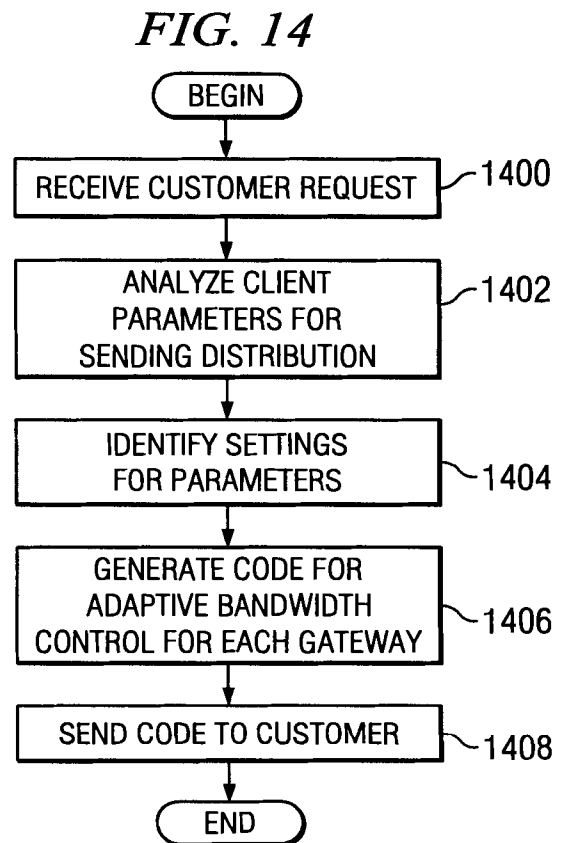 FIG. 14
BEGIN
RECEIVE CUSTOMER REQUEST
1400
ANALYZE CLIENT
PARAMETERS FOR
SENDING DISTRIBUTION
1402
IDENTIFY SETTINGS
FOR PARAMETERS
1404
GENERATE CODE FOR
ADAPTIVE BANDWIDTH
CONTROL FOR EACH GATEWAY
1406
SEND CODE TO CUSTOMER
1408
END